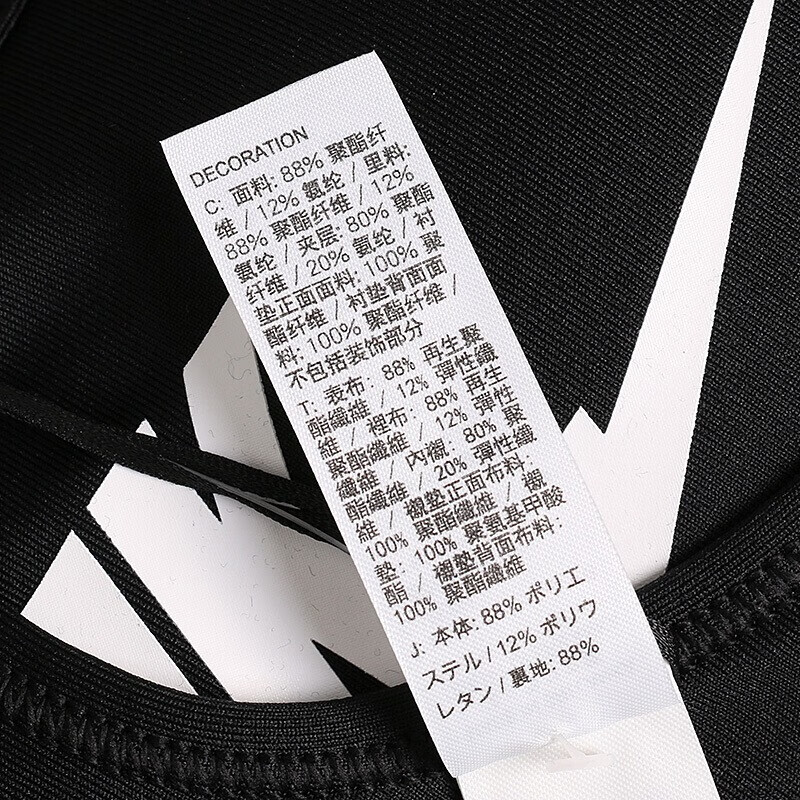 DECORATION
C: 面料: 88% 聚酯纤
维 / 12% 氨纶 / 里料:
88% 聚酯纤维 / 12%
氨纶 / 夹层: 80% 聚酯
纤维 / 20% 氨纶 / 衬
垫正面面料: 100% 聚
酯纤维 / 衬垫背面面
料: 100% 聚酯纤维 /
不包括装饰部分
T: 表布: 88% 再生聚
酯纖維 / 12% 彈性纖
維 / 裡布: 88% 再生
聚酯纖維 / 12% 彈性
纖維 / 內襯: 80% 聚
酯纖維 / 20% 彈性纖
維 / 襯墊正面布料:
100% 聚酯纖維 / 襯
墊: 100% 聚氨基甲酸
酯 / 襯墊背面布料:
100% 聚酯纖維
J: 本体: 88% ポリエ
ステル / 12% ポリウ
レタン / 裏地: 88%